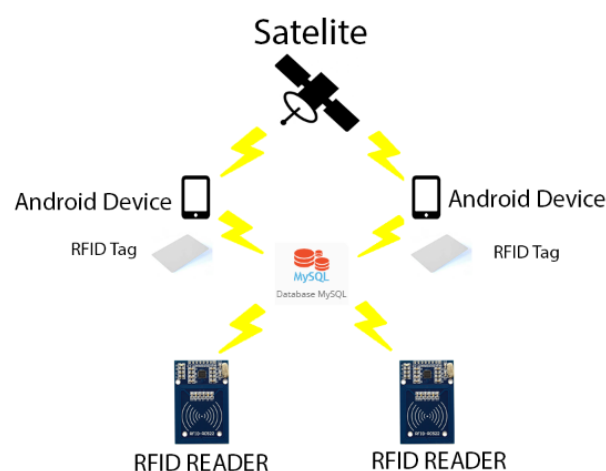 Satelite
Android Device
Android Device
RFID Tag
RFID Tag
MySQL
Database MySQL
RFID READER
RFID READER